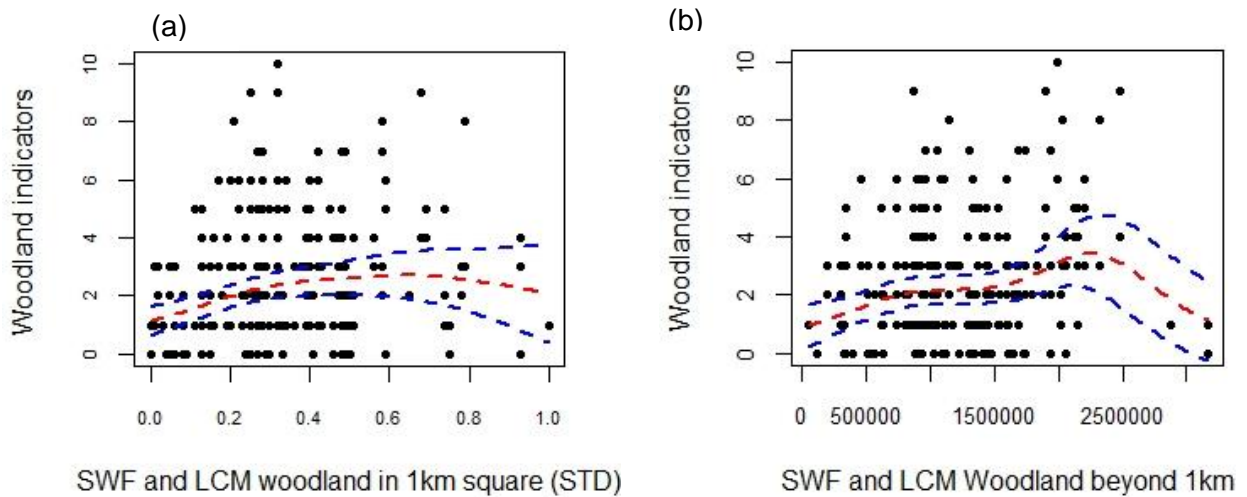 (a)
Woodland indicators
10
8
6
4
2
0
0.0 0.2 0.4 0.6 0.8 1.0
SWF and LCM woodland in 1km square (STD)
(b)
Woodland indicators
10
8
6
4
2
0
0 500000 1500000 2500000
SWF and LCM Woodland beyond 1km